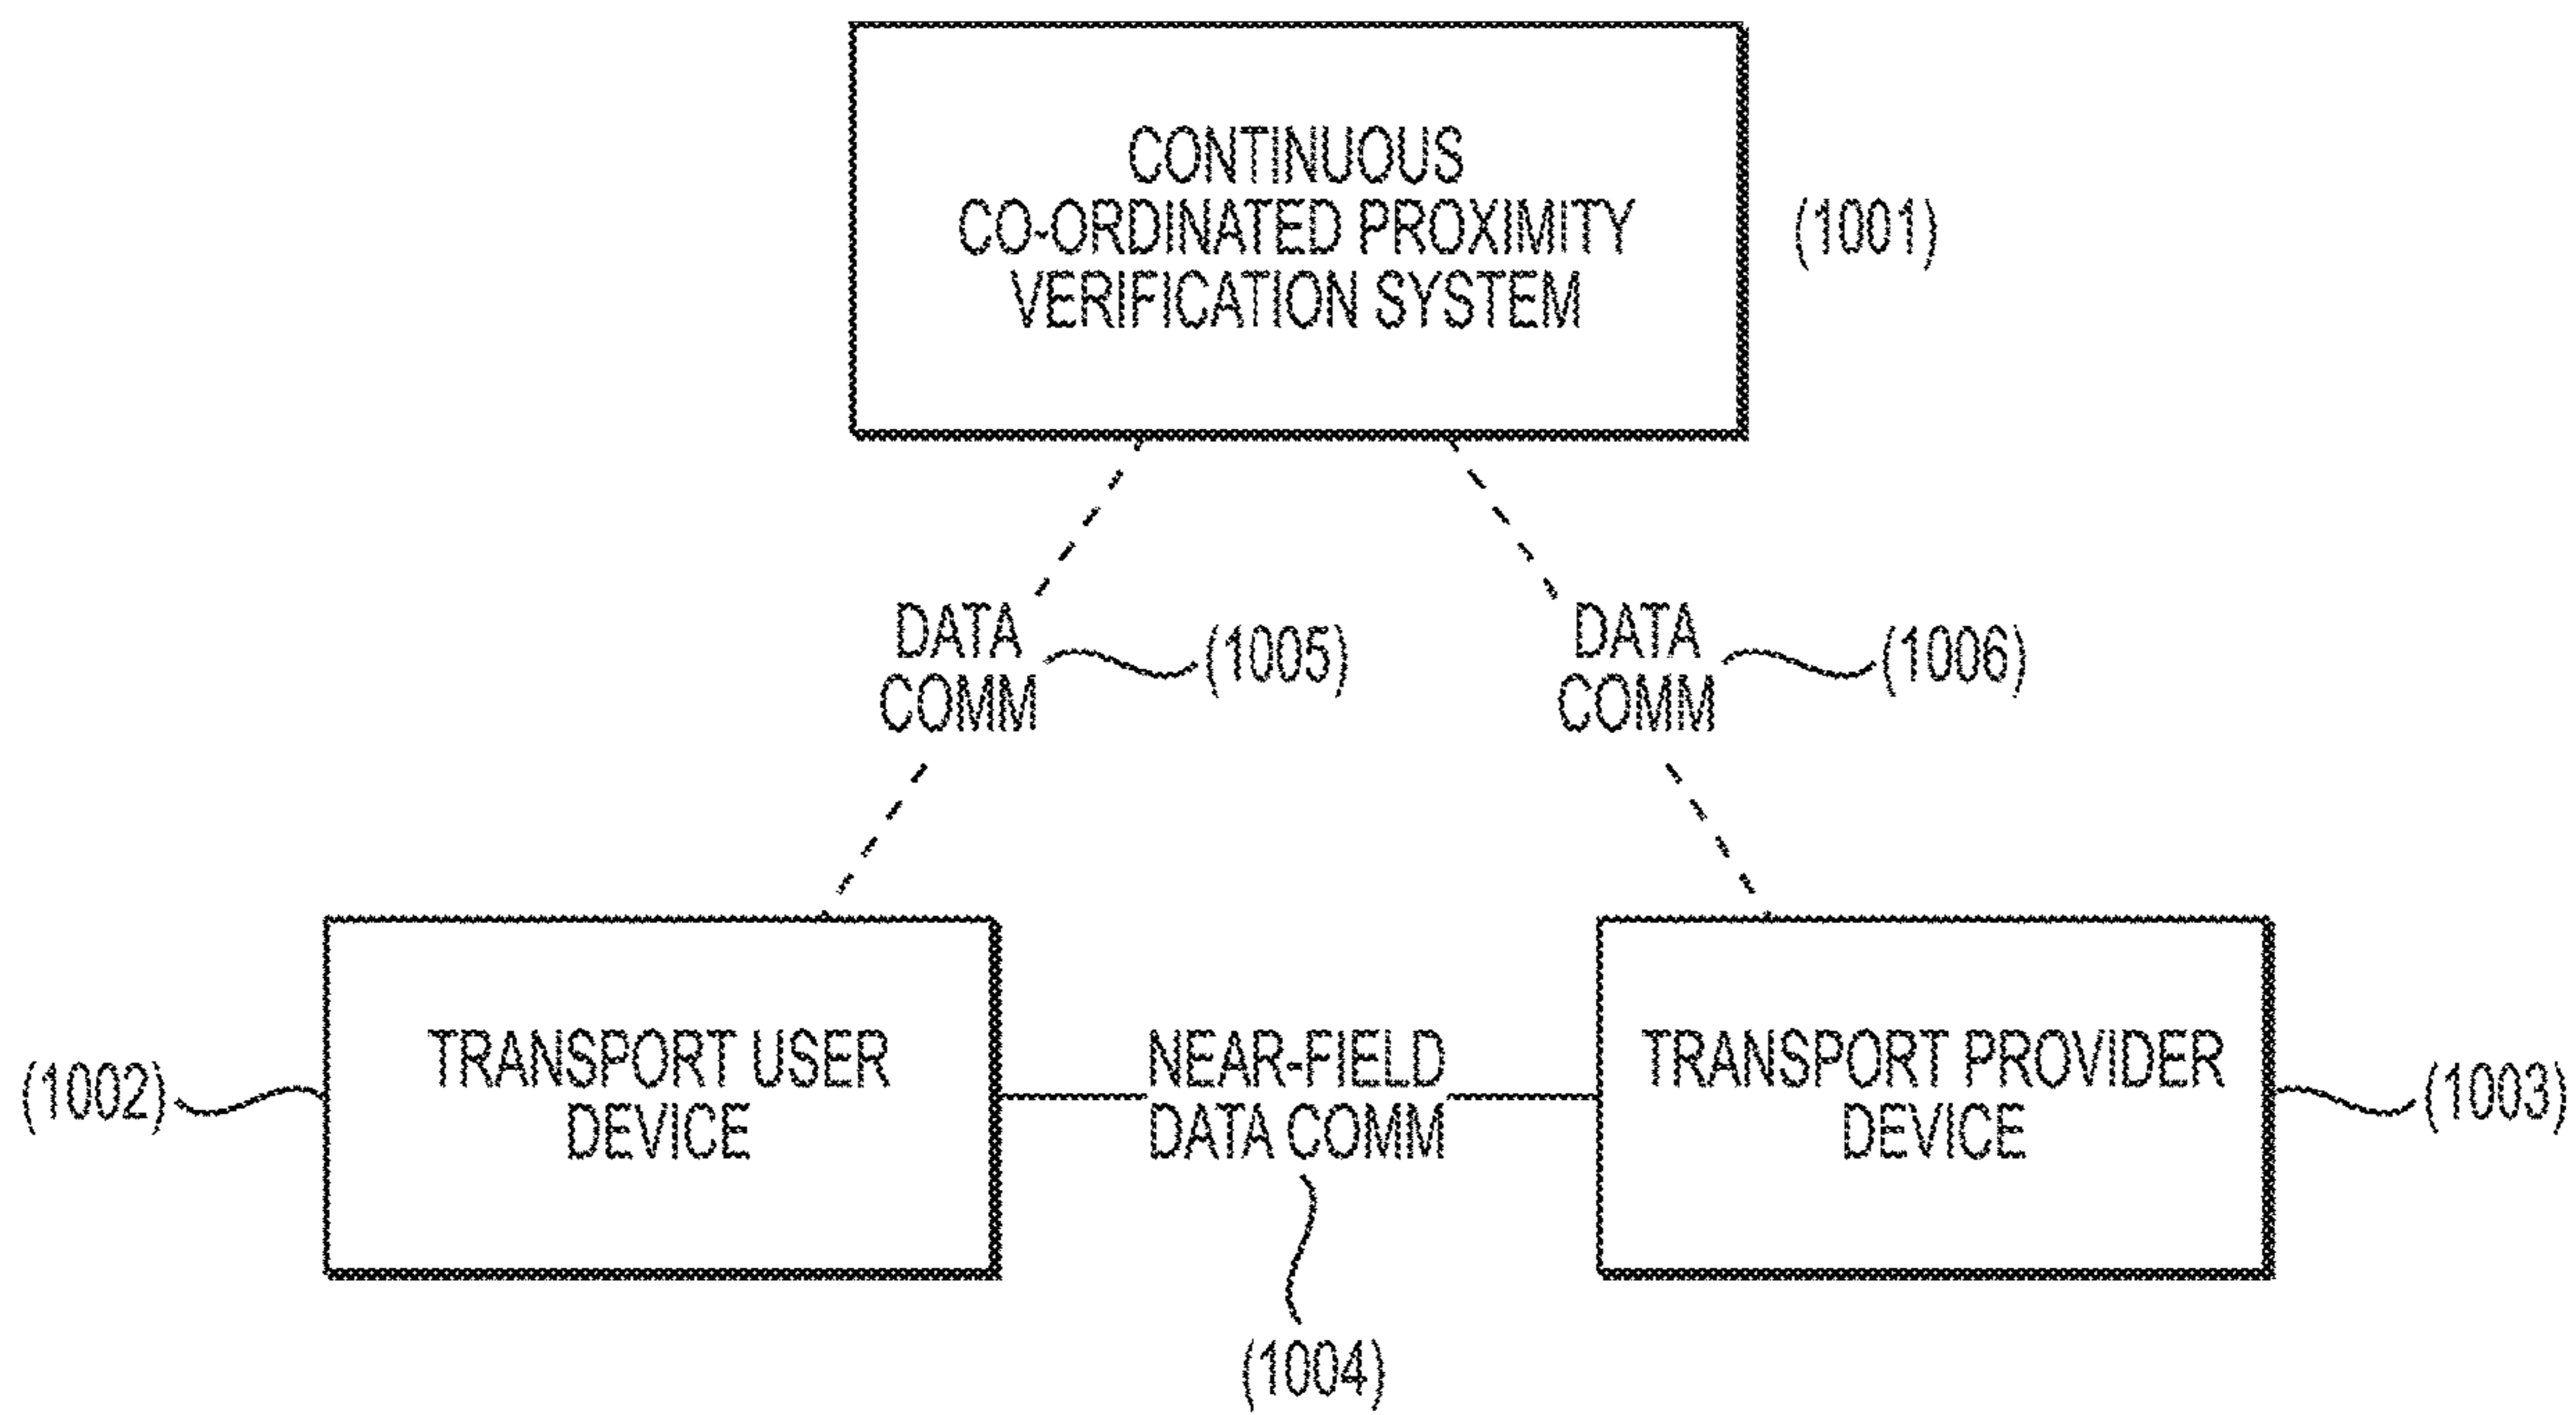 CONTINUOUS
CO-ORDINATED PROXIMITY
VERIFICATION SYSTEM
(1001)
DATA
COMM
(1005)
DATA
COMM
(1006)
(1002)
TRANSPORT USER
DEVICE
NEAR-FIELD
DATA COMM
TRANSPORT PROVIDER
DEVICE
(1003)
(1004)